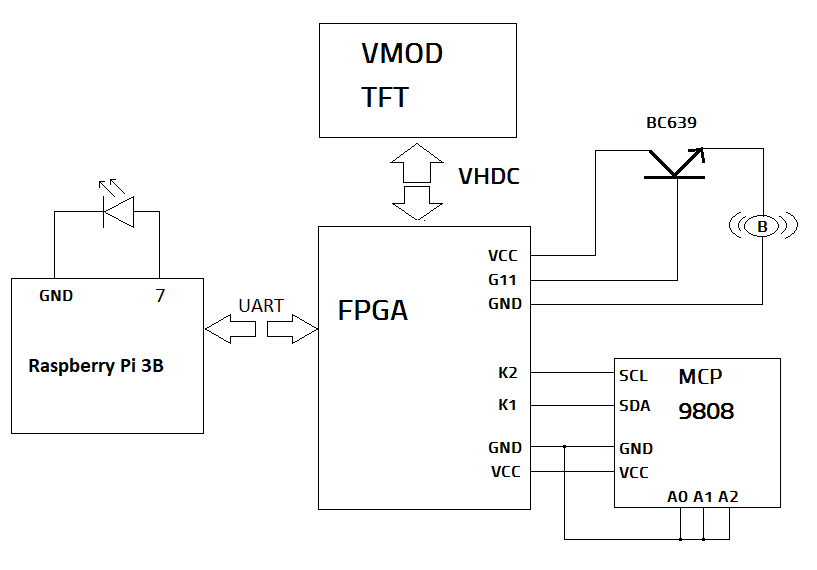 VMOD
TFT
BC639
VHDC
B
VCC
G11
GND
GND
7
UART
FPGA
Raspberry Pi 3B
K2
SCL
MCP
K1
SDA
9808
GND
GND
VCC
VCC
A0 A1 A2